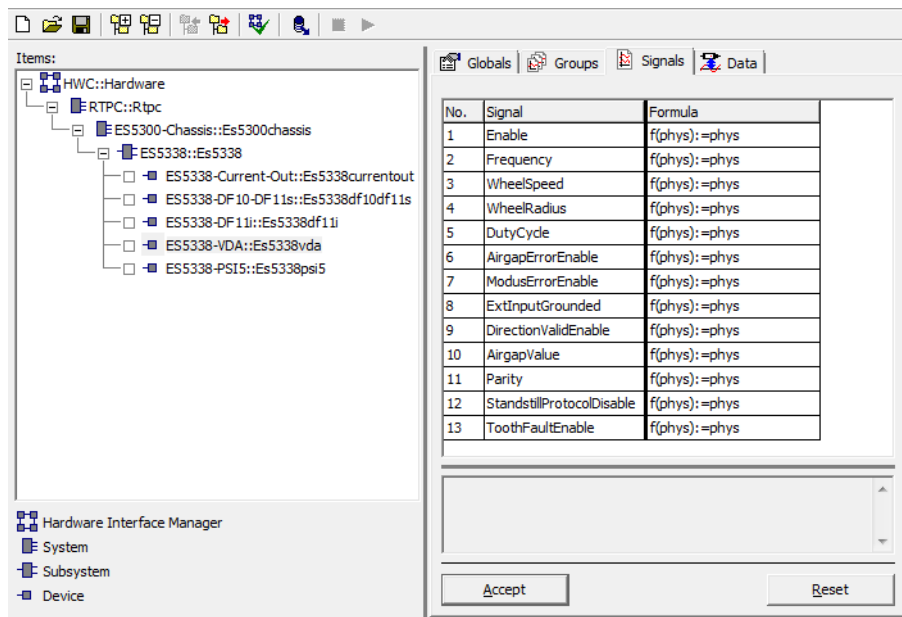 Items:
HWC::Hardware
RTPC::Rtpc
ES5300-Chassis::Es5300chassis
ES5338::Es5338
ES5338-Current-Out::Es5338currentout
ES5338-DF10-DF11s::Es5338df10df11s
ES5338-DF11i::Es5338df11i
ES5338-VDA::Es5338vda
ES5338-PSI5::Es5338psi5
Hardware Interface Manager
System
Subsystem
Device
Globals Groups Signals Data
No. Signal Formula
1 Enable f(phys):=phys
2 Frequency f(phys):=phys
3 WheelSpeed f(phys):=phys
4 WheelRadius f(phys):=phys
5 DutyCycle f(phys):=phys
6 AirgapErrorEnable f(phys):=phys
7 ModusErrorEnable f(phys):=phys
8 ExtInputGrounded f(phys):=phys
9 DirectionValidEnable f(phys):=phys
10 AirgapValue f(phys):=phys
11 Parity f(phys):=phys
12 StandstillProtocolDisable f(phys):=phys
13 ToothFaultEnable f(phys):=phys
Accept Reset